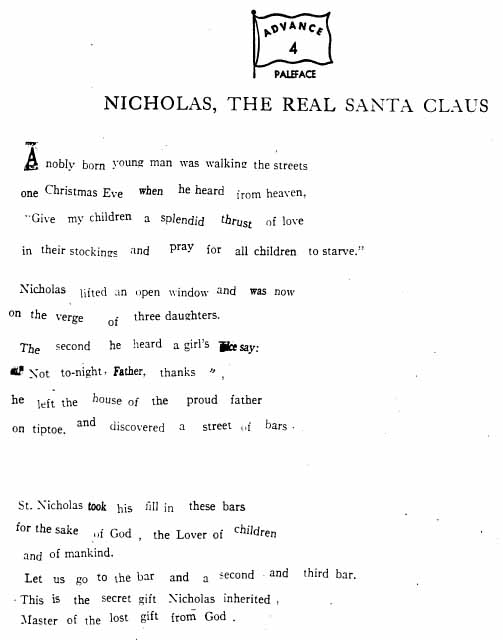 ADVANCE
4
PALEFACE
NICHOLAS, THE REAL SANTA CLAUS
A nobly born young man was walking the streets
one Christmas Eve when he heard from heaven,
"Give my children a splendid thrust of love
in their stockings and pray for all children to starve."
Nicholas lifted an open window and was now
on the verge of three daughters.
The second he heard a girl's say:
Not to-night. Father, thanks ",
he left the house of the proud father
on tiptoe. and discovered a street of bars.
St. Nicholas took his fill in these bars
for the sake of God, the Lover of children
and of mankind.
Let us go to the bar and a second and third bar.
This is the secret gift Nicholas inherited,
Master of the lost gift from God.